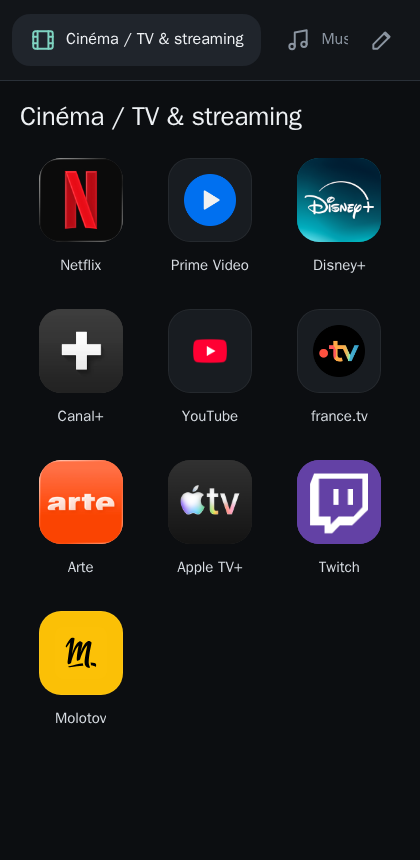 Cinéma / TV & streaming
Mus
Cinéma / TV & streaming
N
Disney+
Netflix
Prime Video
Disney+
tv
Canal+
YouTube
france.tv
arte
tv
Arte
Apple TV+
Twitch
M.
Molotov